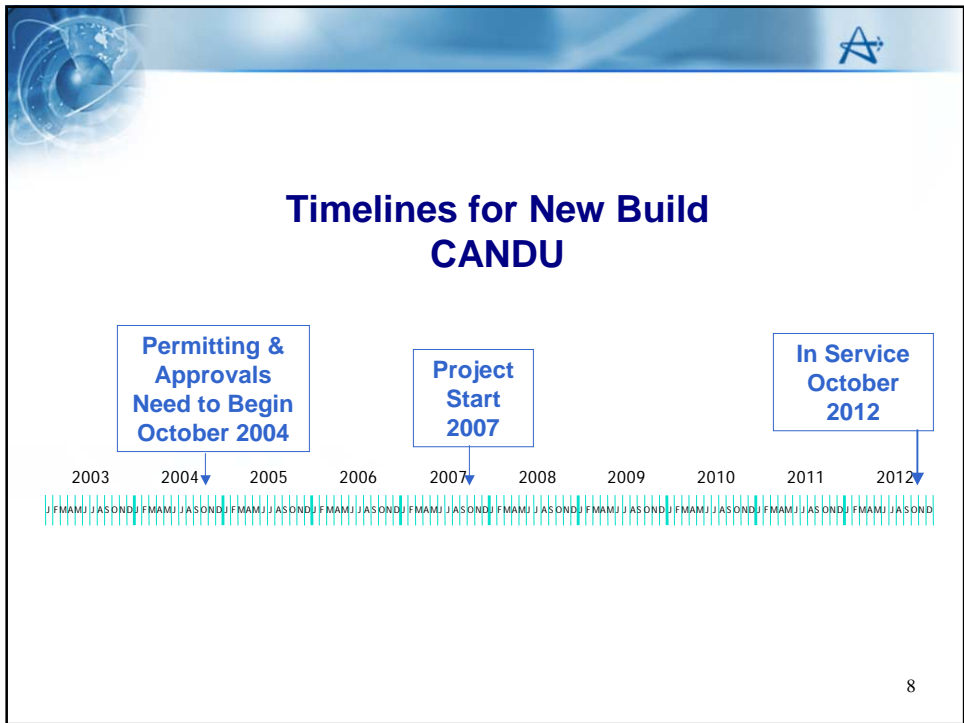 Timelines for New Build
CANDU
Permitting &
Approvals
Need to Begin
October 2004
Project
Start
2007
In Service
October
2012
2003 2004 2005 2006 2007 2008 2009 2010 2011 2012
J F M A M J J A S O N D J F M A M J J A S O N D J F M A M J J A S O N D J F M A M J J A S O N D J F M A M J J A S O N D J F M A M J J A S O N D J F M A M J J A S O N D J F M A M J J A S O N D J F M A M J J A S O N D J F M A M J J A S O N D
8